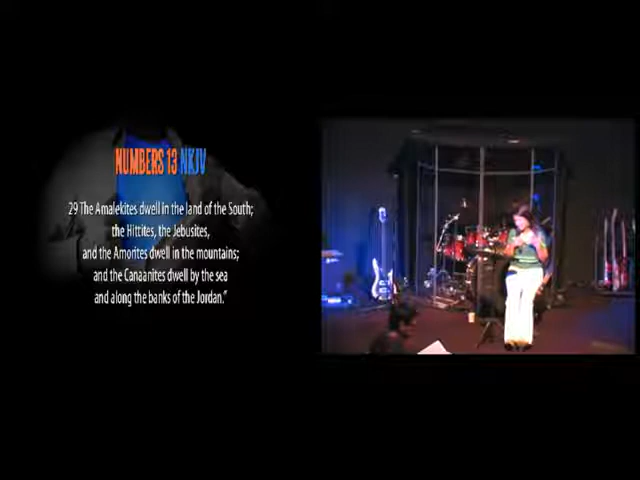 NUMBERS 13 NKJV
29 The Amalekites dwell in the land of the South;
the Hittites, the Jebusites,
and the Amorites dwell in the mountains;
and the Canaanites dwell by the sea
and along the banks of the Jordan.”